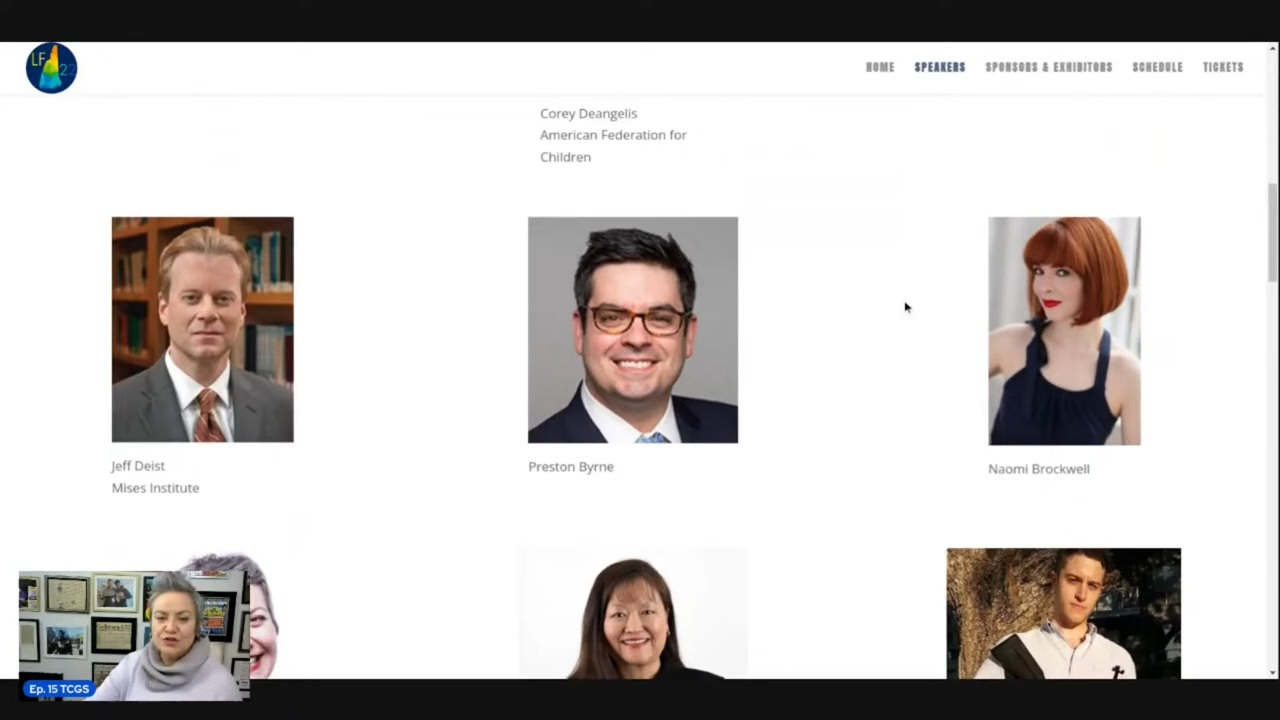 LF
22
HOME SPEAKERS SPONSORS & EXHIBITORS SCHEDULE TICKETS
Corey Deangelis
American Federation for
Children
Jeff Deist
Mises Institute
Preston Byrne
Naomi Brockwell
Ep. 15 TCGS